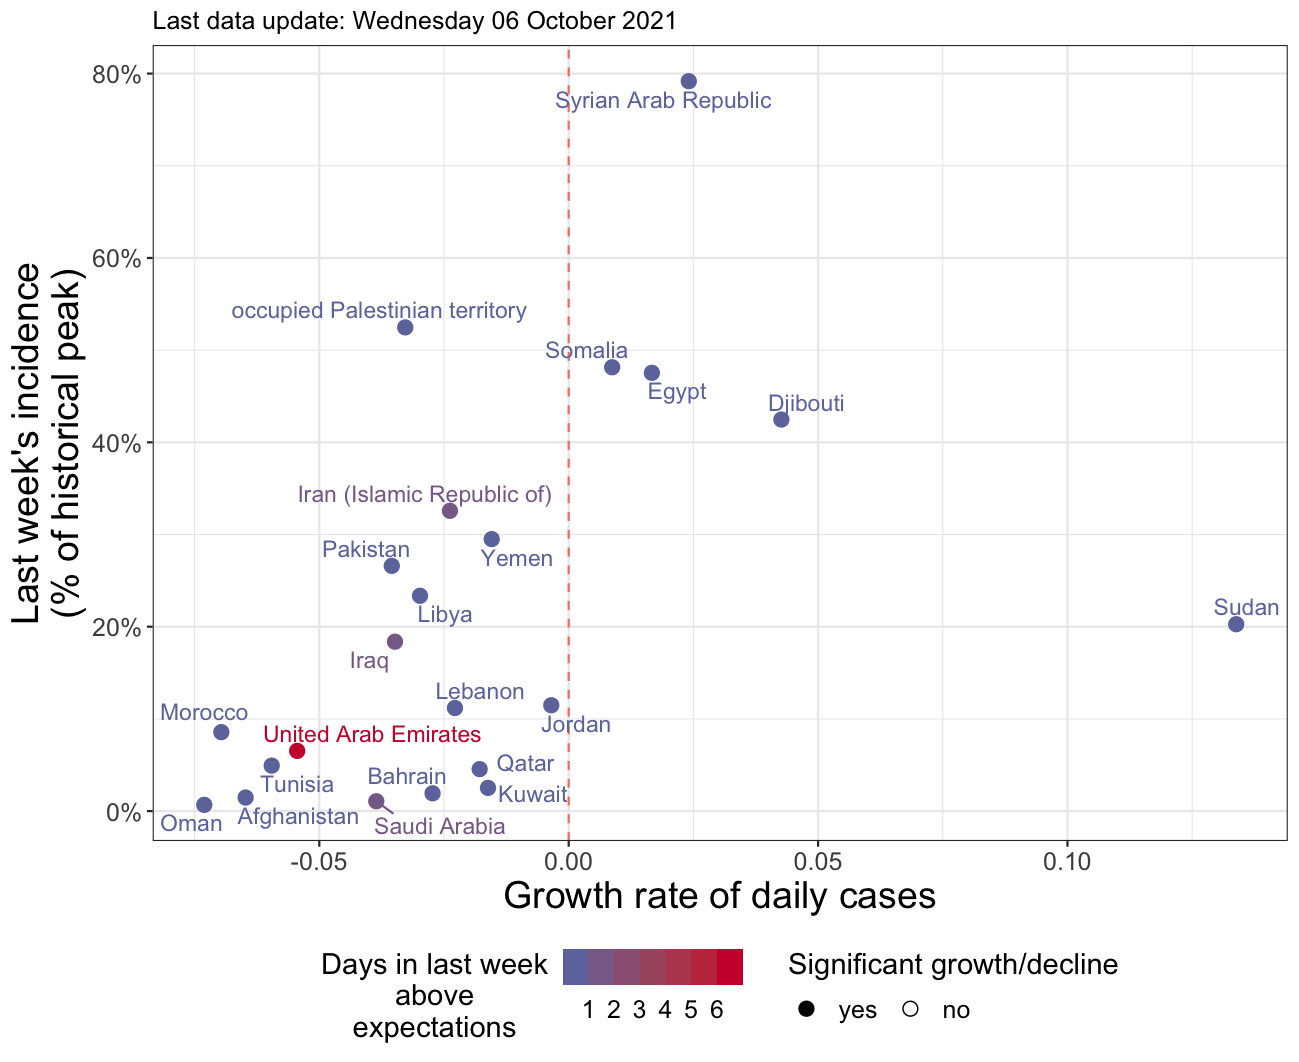 Last data update: Wednesday 06 October 2021
80%
60%
40%
20%
0%
Last week's incidence
(% of historical peak)
Syrian Arab Republic
occupied Palestinian territory
Somalia
Egypt
Djibouti
Iran (Islamic Republic of)
Yemen
Pakistan
Libya
Sudan
Iraq
Lebanon
Jordan
Morocco
United Arab Emirates
Qatar
Tunisia
Bahrain
Kuwait
Afghanistan
Oman
Saudi Arabia
-0.05 0.00 0.05 0.10
Growth rate of daily cases
Days in last week
above
expectations
1 2 3 4 5 6
Significant growth/decline
yes no